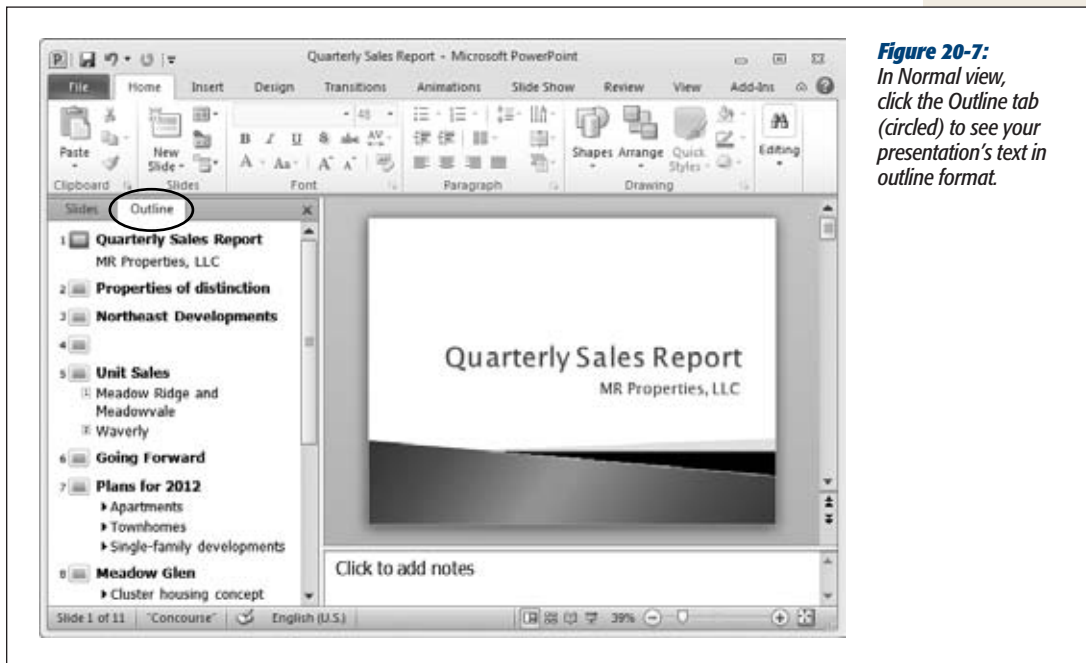 Quarterly Sales Report - Microsoft PowerPoint
File Home Insert Design Transitions Animations Slide Show Review View Add-Ins
Paste
New Slide
B I U S abc AV
A Aa A A
Shapes Arrange Quick Styles
Editing
Clipboard Slides Font Paragraph Drawing
Slides Outline
1 Quarterly Sales Report
MR Properties, LLC
2 Properties of distinction
3 Northeast Developments
4
5 Unit Sales
1 Meadow Ridge and
Meadowvale
2 Waverly
6 Going Forward
7 Plans for 2012
Apartments
Townhomes
Single-family developments
8 Meadow Glen
Cluster housing concept
Quarterly Sales Report
MR Properties, LLC
Click to add notes
Slide 1 of 11 "Concourse" English (U.S.) 39%
Figure 20-7:
In Normal view,
click the Outline tab
(circled) to see your
presentation's text in
outline format.